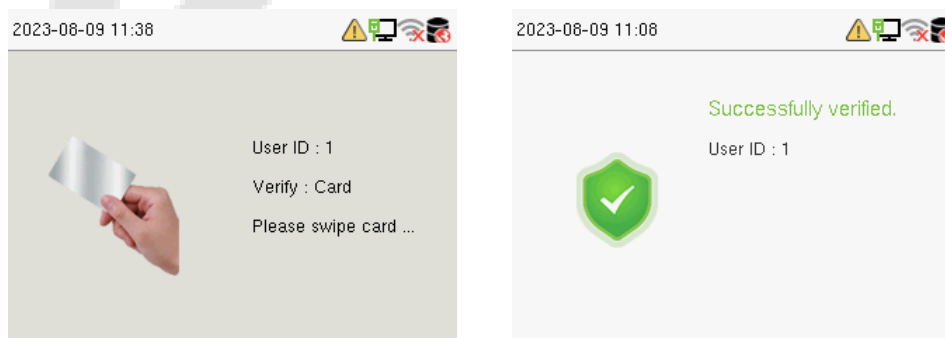 2023-08-09 11:38
User ID : 1
Verify : Card
Please swipe card ...
2023-08-09 11:08
Successfully verified.
User ID : 1